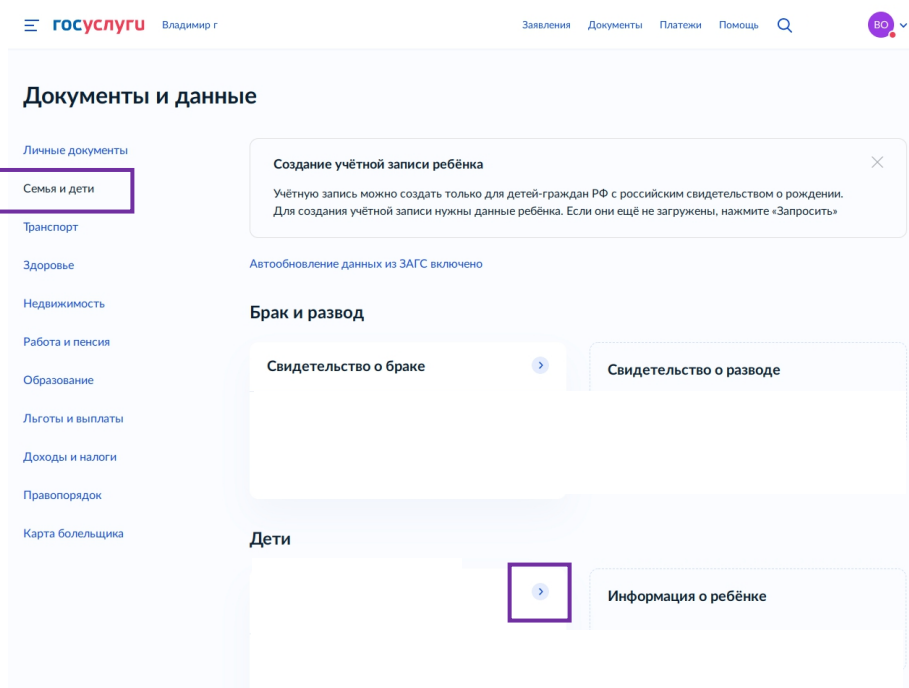 госуслуги Владимир г Заявления Документы Платежи Помощь ВО
Документы и данные
Личные документы
Семья и дети
Транспорт
Здоровье
Недвижимость
Работа и пенсия
Образование
Льготы и выплаты
Доходы и налоги
Правопорядок
Карта болельщика
Создание учётной записи ребёнка
Учётную запись можно создать только для детей-граждан РФ с российским свидетельством о рождении.
Для создания учётной записи нужны данные ребёнка. Если они ещё не загружены, нажмите «Запросить»
Автообновление данных из ЗАГС включено
Брак и развод
Свидетельство о браке
Свидетельство о разводе
Дети
Информация о ребёнке